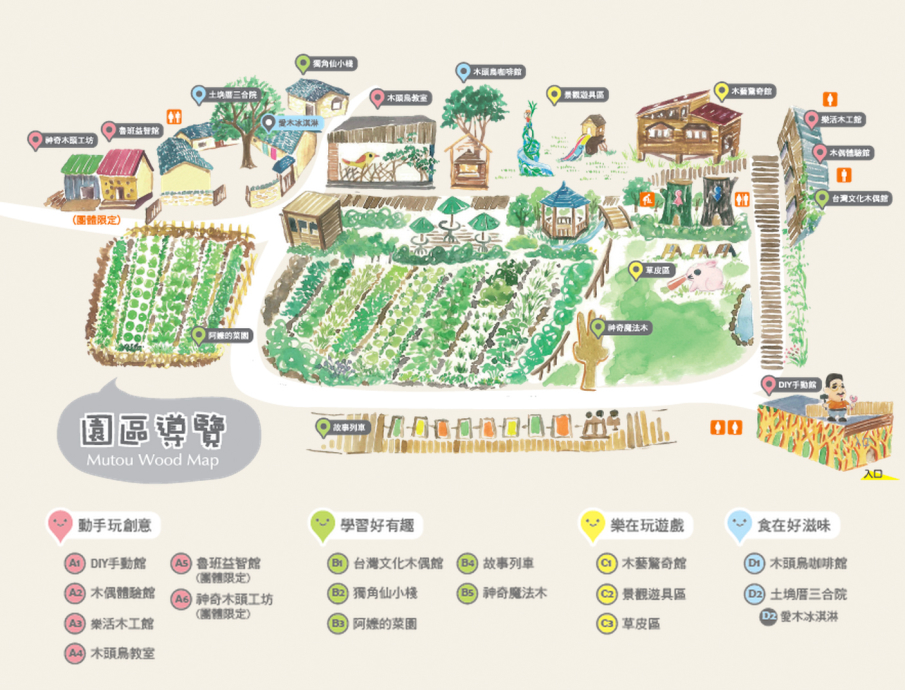 獨角仙小棧
木頭鳥咖啡館
土埆厝三合院
木頭鳥教室
景觀遊具區
木藝驚奇館
愛木冰淇淋
樂活木工館
魯班益智館
神奇木頭工坊
木偶體驗館
台灣文化木偶館
(團體限定)
草皮區
神奇魔法木
阿嬤的菜園
DIY手動館
故事列車
入口
園區導覽
Mutou Wood Map
動手玩創意
A1 DIY手動館
A2 木偶體驗館
A3 樂活木工館
A4 木頭鳥教室
A5 魯班益智館
(團體限定)
A6 神奇木頭工坊
(團體限定)
學習好有趣
B1 台灣文化木偶館
B2 獨角仙小棧
B3 阿嬤的菜園
B4 故事列車
B5 神奇魔法木
樂在玩遊戲
C1 木藝驚奇館
C2 景觀遊具區
C3 草皮區
食在好滋味
D1 木頭鳥咖啡館
D2 土埆厝三合院
D2 愛木冰淇淋